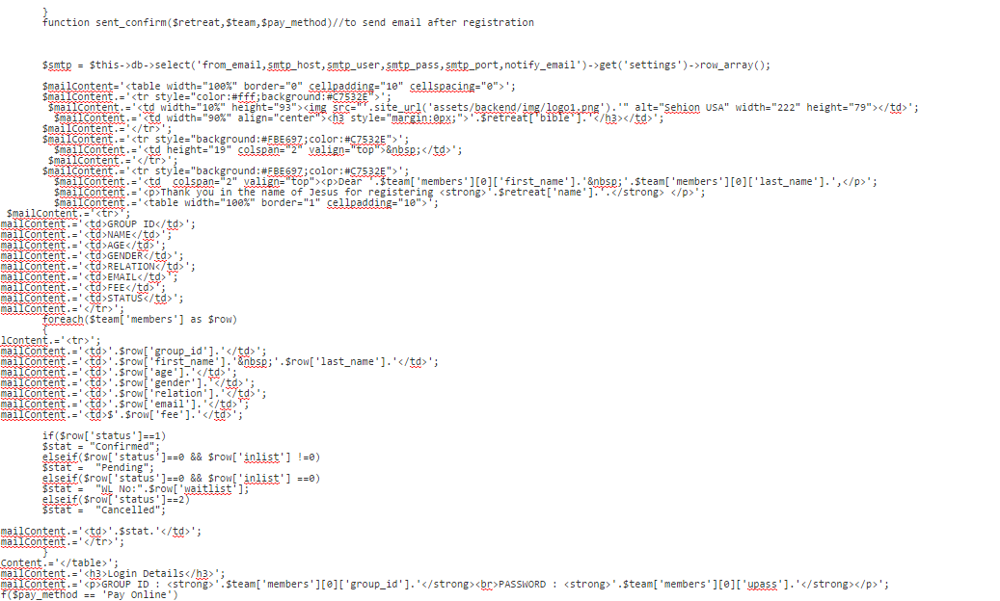 }
function sent_confirm($retreat,$team,$pay_method)//to send email after registration
$smtp = $this->db->select('from_email,smtp_host,smtp_user,smtp_pass,smtp_port,notify_email')->get('settings')->row_array();
$mailContent='<table width="100%" border="0" cellpadding="10" cellspacing="0">';
$mailContent.='<tr style="color:#fff;background:#C7532E">';
$mailContent.='<td width="10%" height="93"><img src="'.site_url('assets/backend/img/logo1.png').'" alt="Sehion USA" width="222" height="79"></td>';
$mailContent.='<td width="90%" align="center"><h3 style="margin:0px;">'.$retreat['bible'].'</h3></td>';
$mailContent.='</tr>';
$mailContent.='<tr style="background:#FBE697;color:#C7532E">';
$mailContent.='<td height="19" colspan="2" valign="top">&nbsp;</td>';
$mailContent.='</tr>';
$mailContent.='<tr style="background:#FBE697;color:#C7532E">';
$mailContent.='<td  colspan="2" valign="top"><p>Dear '.$team['members'][0]['first_name'].'&nbsp;'.$team['members'][0]['last_name'].',</p>';
$mailContent.='<p>Thank you in the name of Jesus for registering <strong>'.$retreat['name'].'.</strong> </p>';
$mailContent.='<table width="100%" border="1" cellpadding="10">';
$mailContent.='<tr>';
mailContent.='<td>GROUP ID</td>';
mailContent.='<td>NAME</td>';
mailContent.='<td>AGE</td>';
mailContent.='<td>GENDER</td>';
mailContent.='<td>RELATION</td>';
mailContent.='<td>EMAIL</td>';
mailContent.='<td>FEE</td>';
mailContent.='<td>STATUS</td>';
mailContent.='</tr>';
foreach($team['members'] as $row)
{
lContent.='<tr>';
mailContent.='<td>'.$row['group_id'].'</td>';
mailContent.='<td>'.$row['first_name'].'&nbsp;'.$row['last_name'].'</td>';
mailContent.='<td>'.$row['age'].'</td>';
mailContent.='<td>'.$row['gender'].'</td>';
mailContent.='<td>'.$row['relation'].'</td>';
mailContent.='<td>'.$row['email'].'</td>';
mailContent.='<td>$'.$row['fee'].'</td>';
if($row['status']==1)
$stat = "Confirmed";
elseif($row['status']==0 && $row['inlist'] !=0)
$stat =  "Pending";
elseif($row['status']==0 && $row['inlist'] ==0)
$stat =  "WL No:".$row['waitlist'];
elseif($row['status']==2)
$stat =  "Cancelled";
mailContent.='<td>'.$stat.'</td>';
mailContent.='</tr>';
}
Content.='</table>';
mailContent.='<h3>Login Details</h3>';
mailContent.='<p>GROUP ID : <strong>'.$team['members'][0]['group_id'].'</strong><br>PASSWORD : <strong>'.$team['members'][0]['upass'].'</strong></p>';
f($pay_method == 'Pay Online')